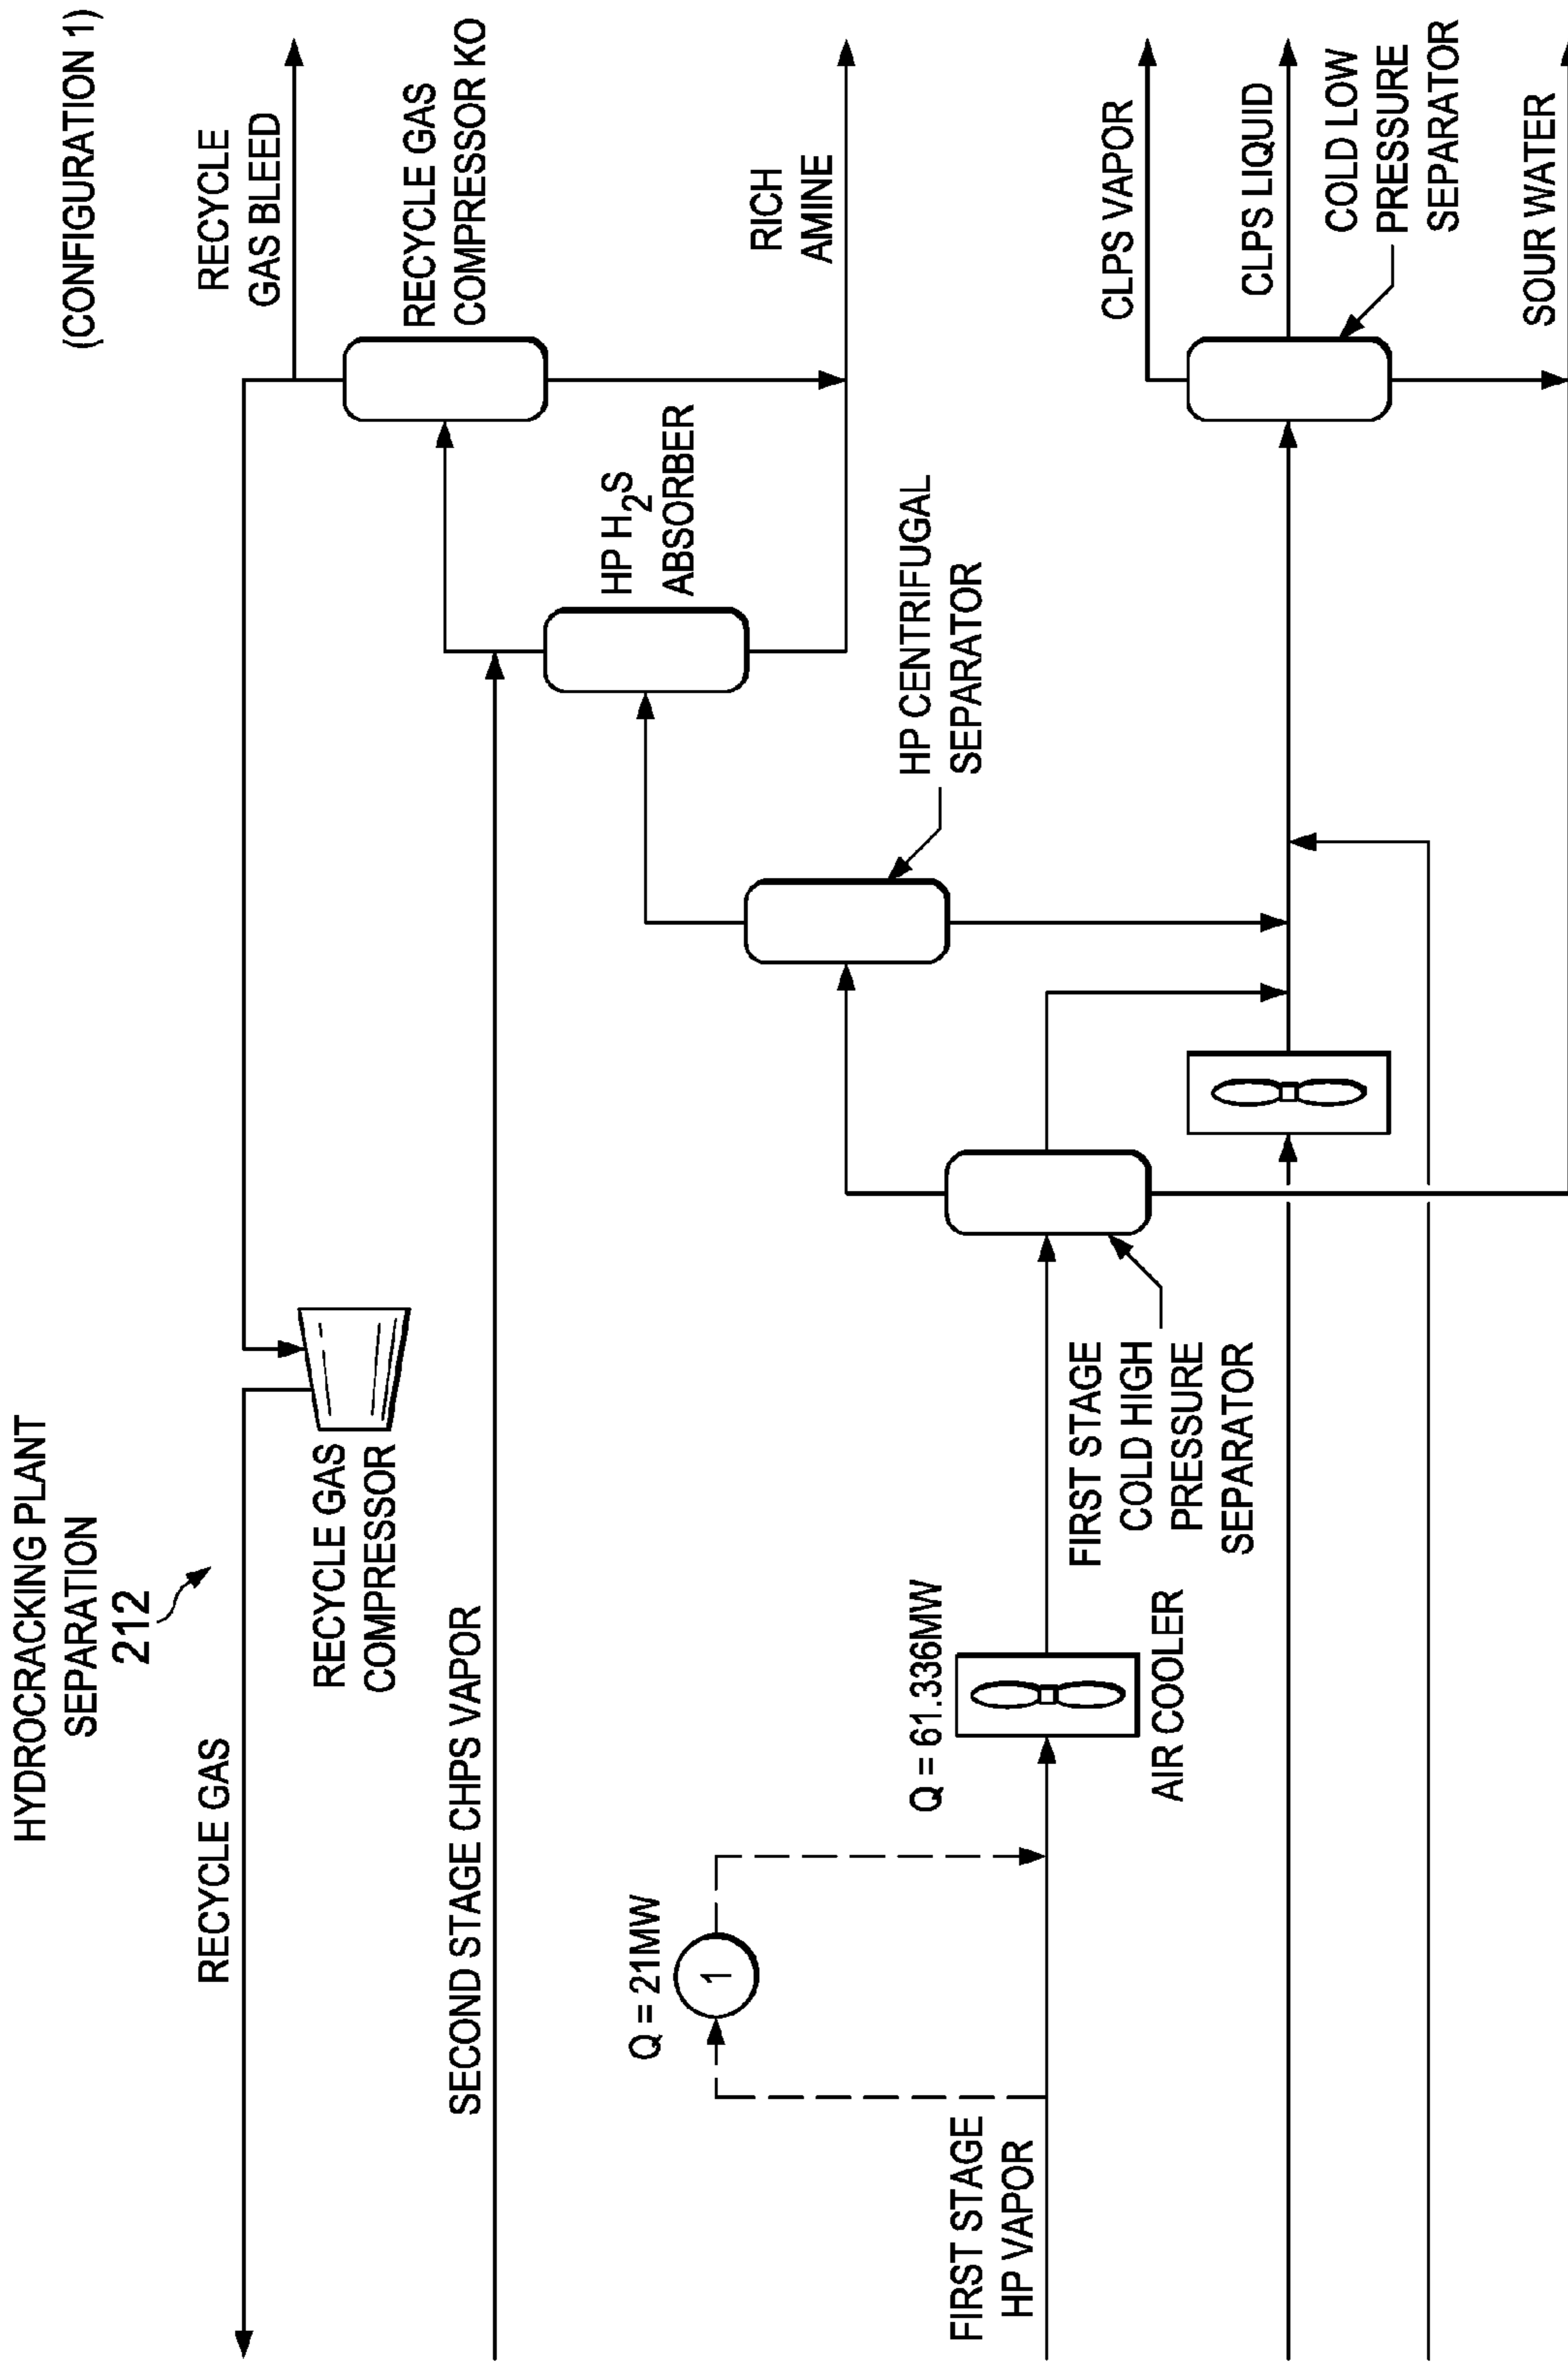 HYDROCRACKING PLANT
SEPARATION
212
(CONFIGURATION 1)
RECYCLE GAS
RECYCLE
GAS BLEED
RECYCLE GAS
COMPRESSOR
RECYCLE GAS
COMPRESSOR KO
SECOND STAGE CHPS VAPOR
HP H2S
ABSORBER
RICH
AMINE
Q = 21MW
1
HP CENTRIFUGAL
SEPARATOR
Q = 61.336MW
FIRST STAGE
HP VAPOR
AIR COOLER
FIRST STAGE
COLD HIGH
PRESSURE
SEPARATOR
CLPS VAPOR
CLPS LIQUID
COLD LOW
PRESSURE
SEPARATOR
SOUR WATER